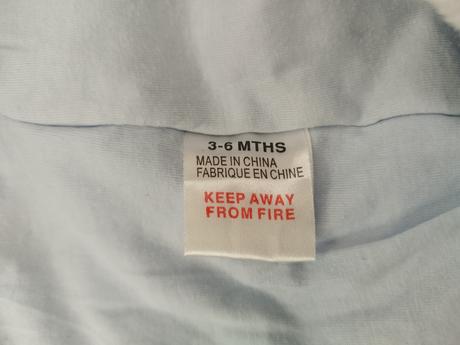 3-6 MTHS
MADE IN CHINA
FABRIQUE EN CHINE
KEEP AWAY
FROM FIRE